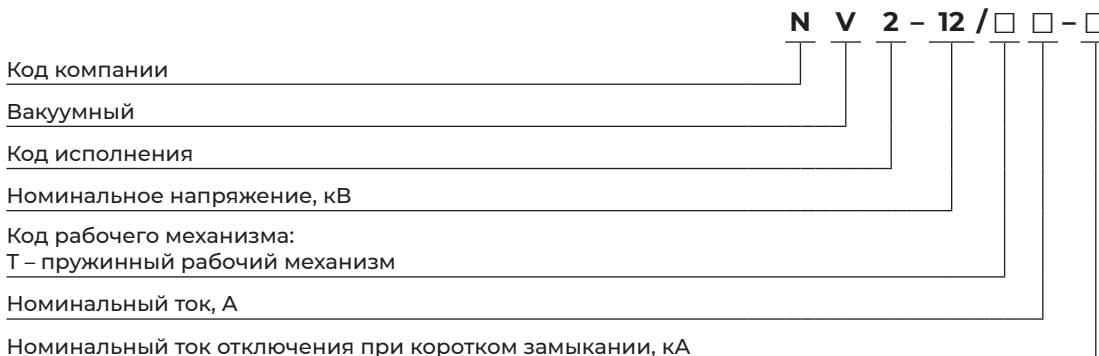 N V 2 – 12 / □ □ – □
Код компании
Вакуумный
Код исполнения
Номинальное напряжение, кВ
Код рабочего механизма:
Т – пружинный рабочий механизм
Номинальный ток, А
Номинальный ток отключения при коротком замыкании, кА